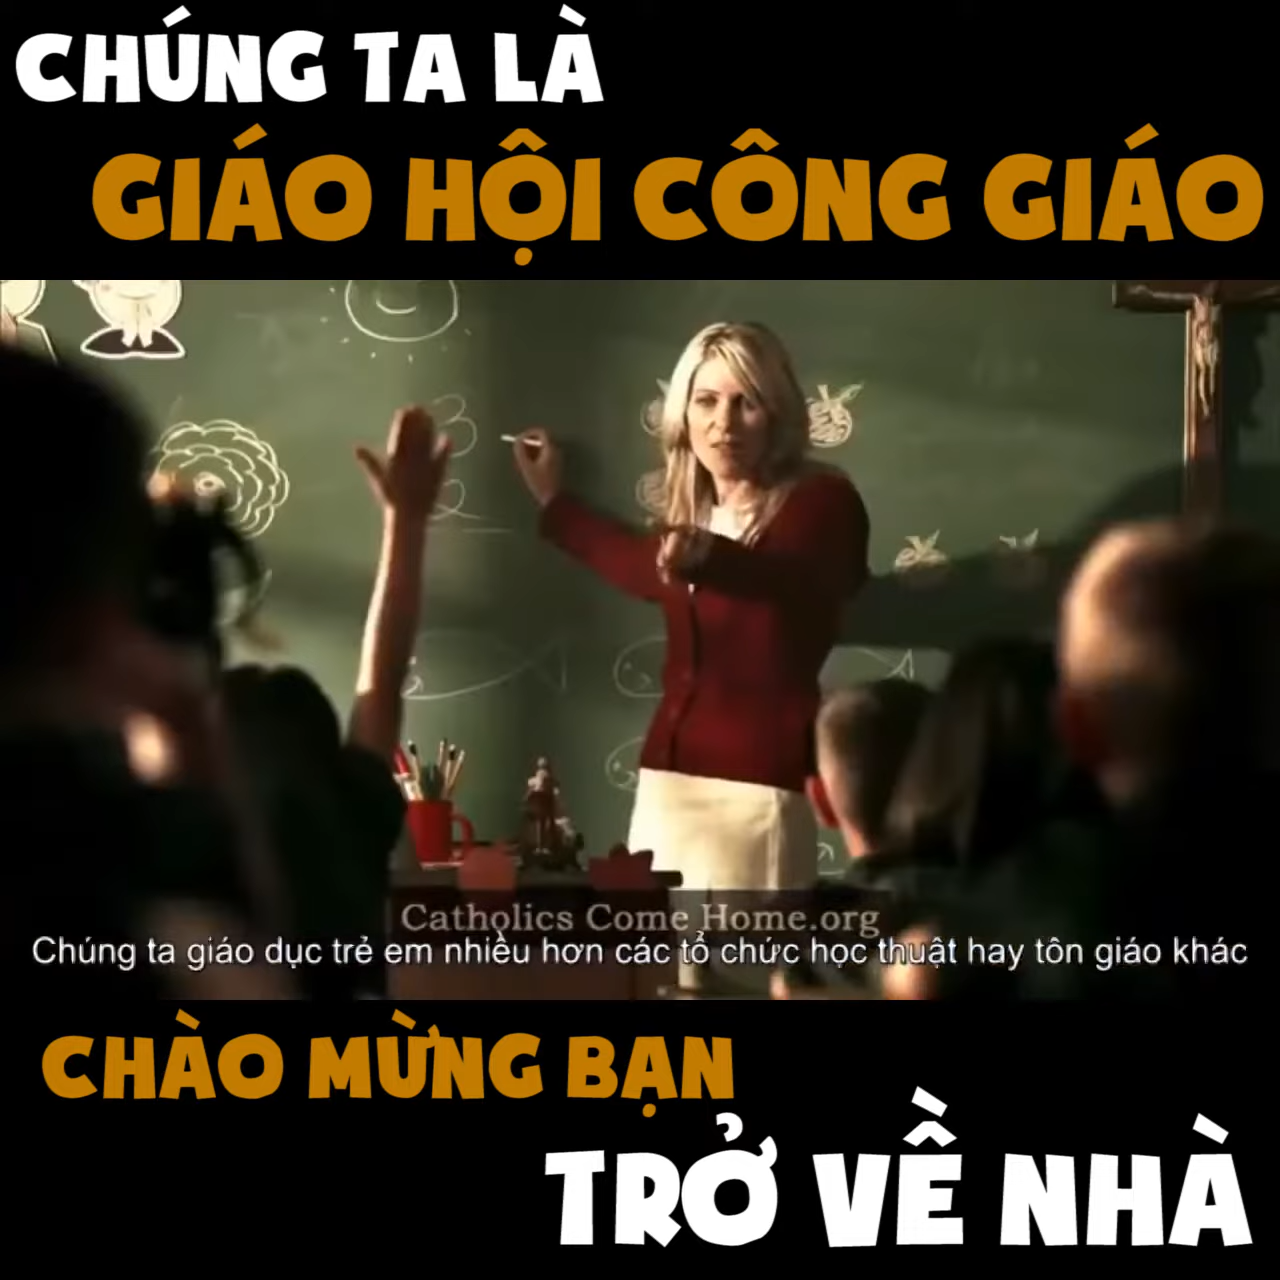 CHÚNG TA LÀ
GIÁO HỘI CÔNG GIÁO
Catholics Come Home.org
Chúng ta giáo dục trẻ em nhiều hơn các tổ chức học thuật hay tôn giáo khác
CHÀO MỪNG BẠN
TRỞ VỀ NHÀ